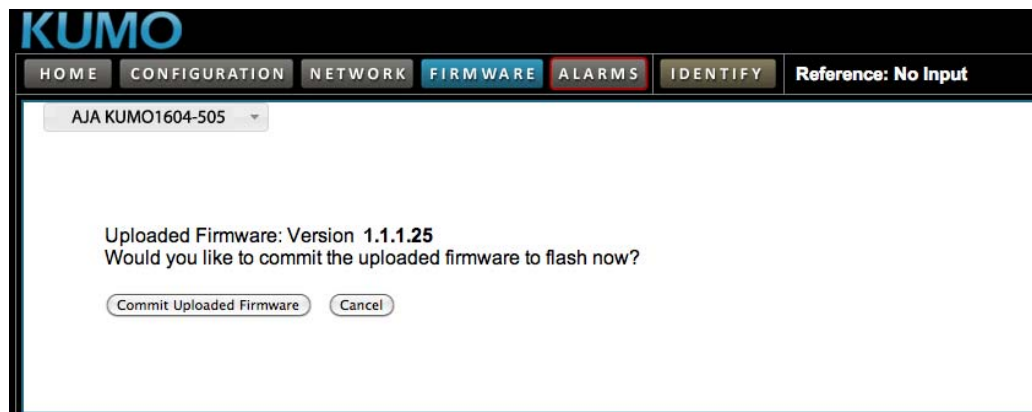 KUMO
HOME CONFIGURATION NETWORK FIRMWARE ALARMS IDENTIFY Reference: No Input
AJA KUMO1604-505
Uploaded Firmware: Version 1.1.1.25
Would you like to commit the uploaded firmware to flash now?
Commit Uploaded Firmware Cancel